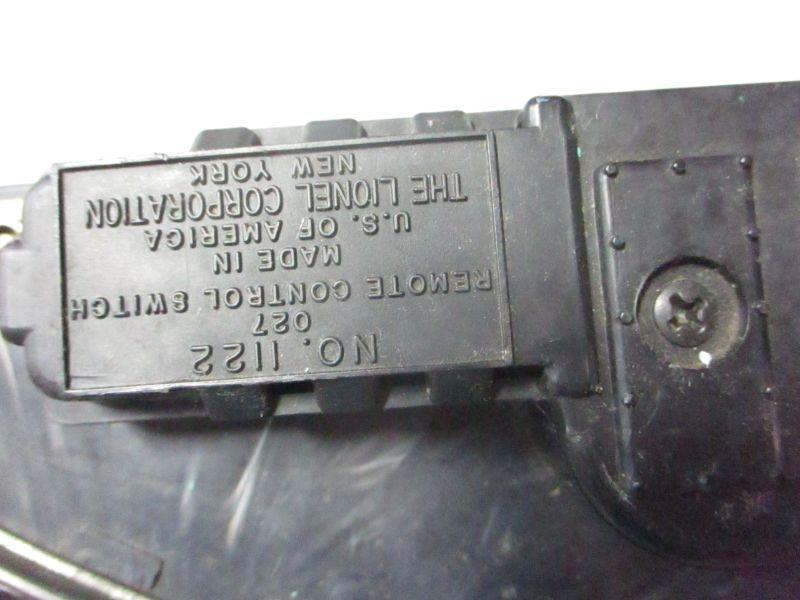 NO. 1122
027
REMOTE CONTROL SWITCH
MADE IN
U.S. OF AMERICA
THE LIONEL CORPORATION
NEW YORK